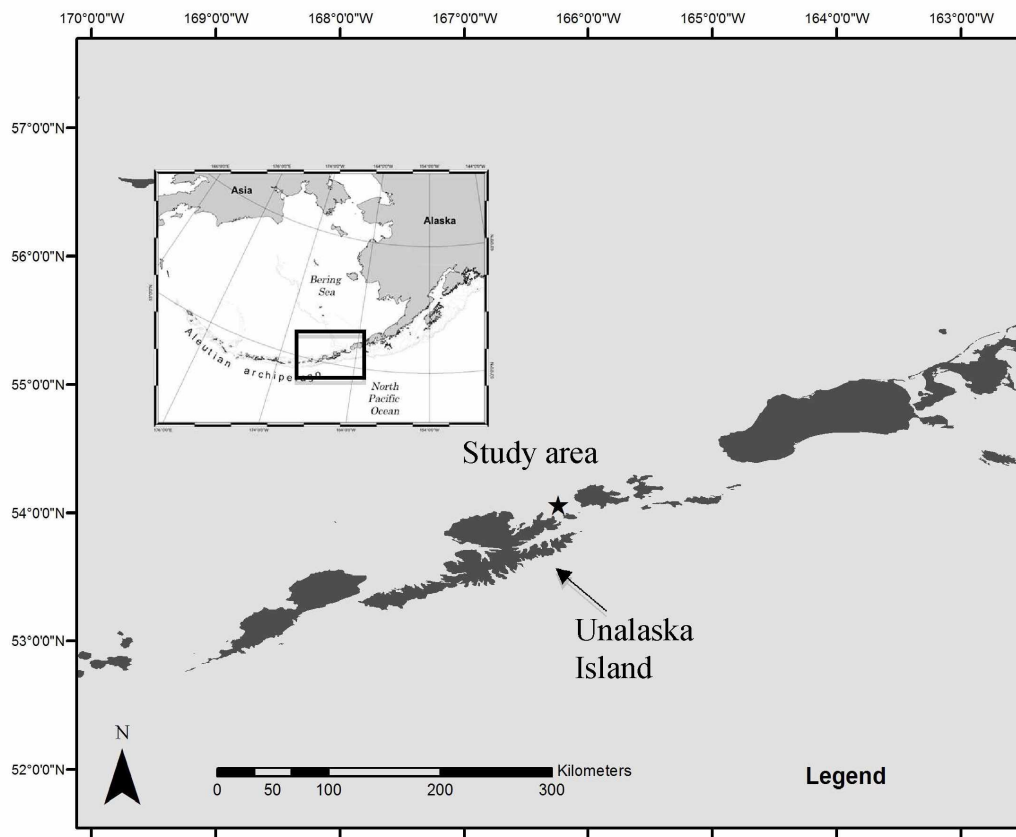 170°0'0"W 169°0'0"W 168°0'0"W 167°0'0"W 166°0'0"W 165°0'0"W 164°0'0"W 163°0'0"W
57°0'0"N
56°0'0"N
55°0'0"N
54°0'0"N
53°0'0"N
52°0'0"N
Asia
Alaska
Bering
Sea
Aleutian archipelago
North
Pacific
Ocean
Study area
Unalaska
Island
N
Kilometers
0 50 100 200 300
Legend